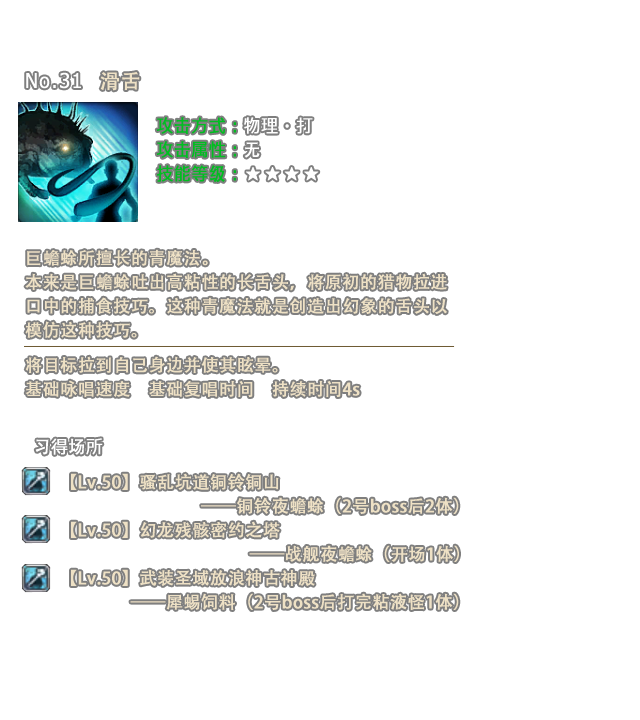 No.31 滑舌
攻击方式：物理·打
攻击属性：无
技能等级：☆☆☆☆
巨蟾蜍所擅长的青魔法。
本来是巨蟾蜍吐出高粘性的长舌头，将原初的猎物拉进
口中的捕食技巧。这种青魔法就是创造出幻象的舌头以
模仿这种技巧。
将目标拉到自己身边并使其眩晕。
基础咏唱速度 基础复唱时间 持续时间4s
习得场所
【Lv.50】骚乱坑道铜铃铜山
——铜铃夜蟾蜍（2号boss后2体）
【Lv.50】幻龙残骸密约之塔
——战舰夜蟾蜍（开场1体）
【Lv.50】武装圣域放浪神古神殿
——犀蜴饲料（2号boss后打完粘液怪1体）